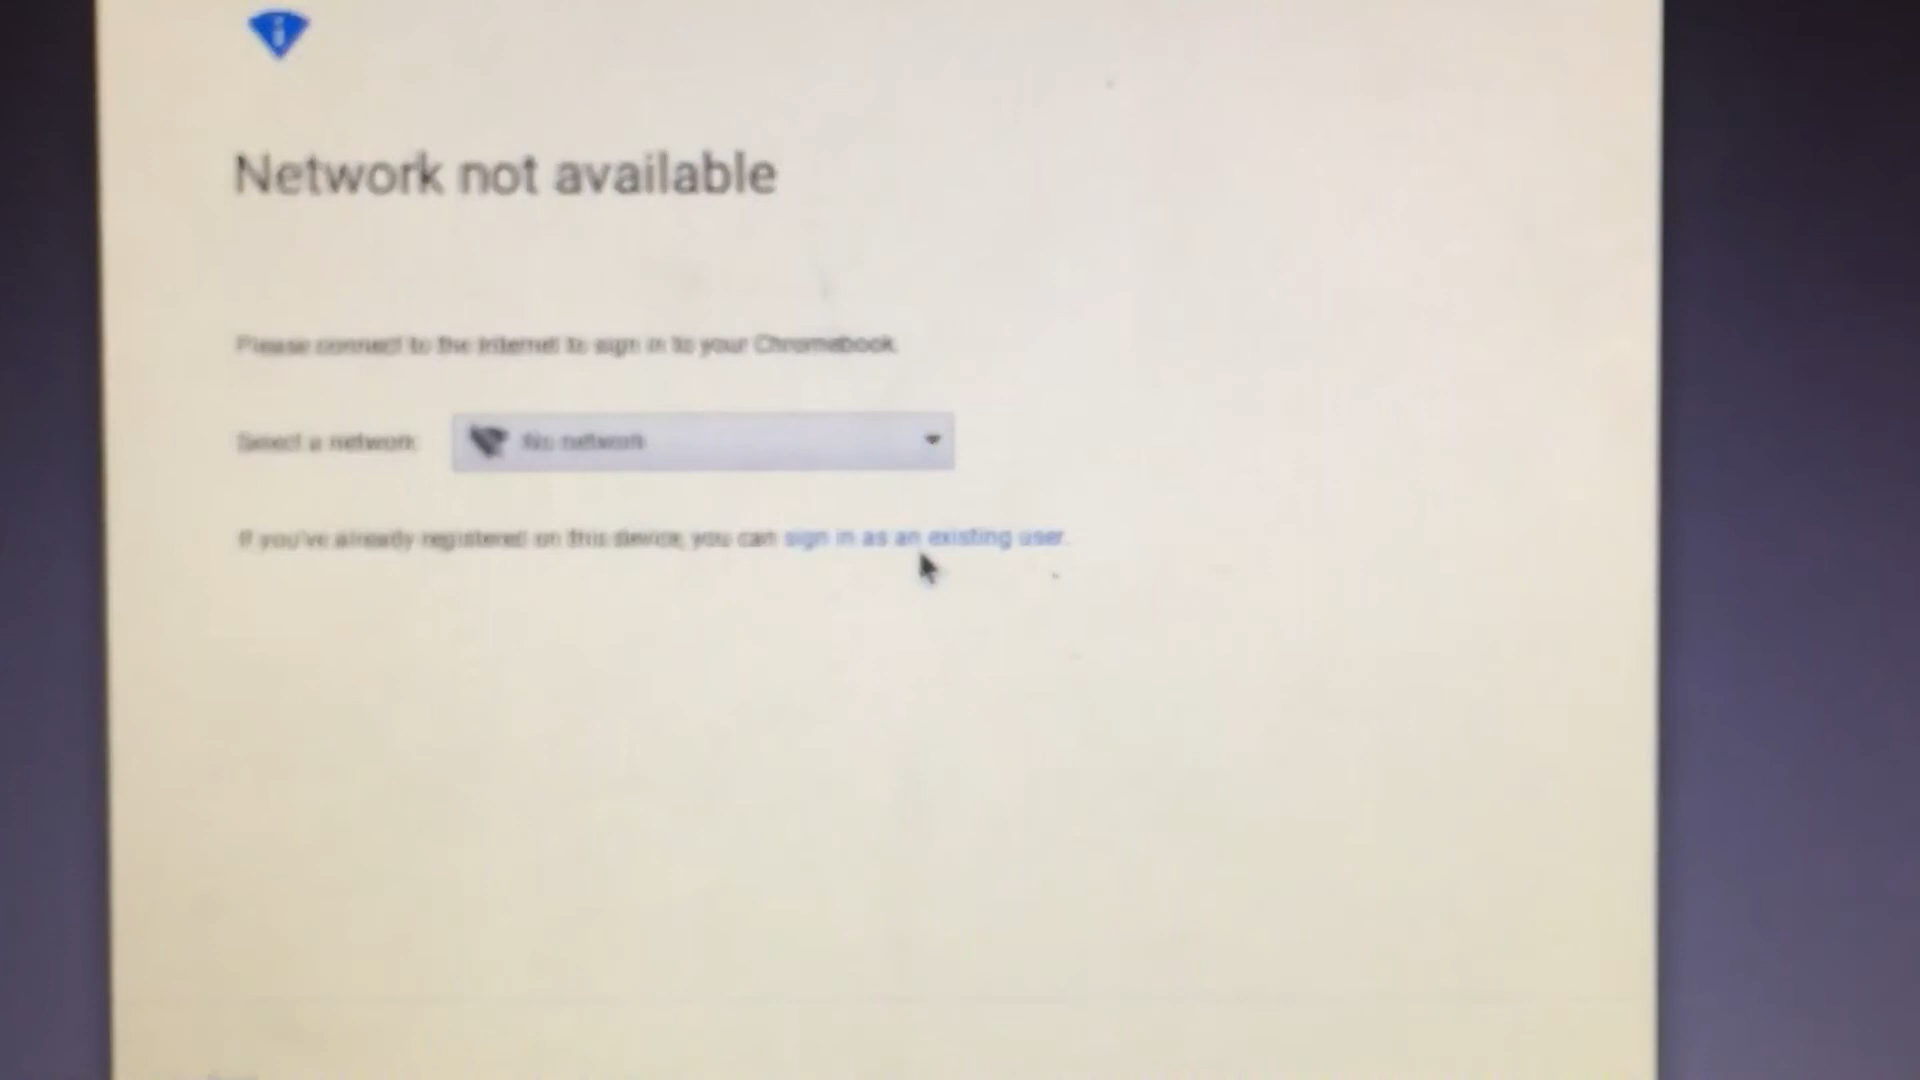 Network not available
Please connect to the Internet to sign in to your Chromebook.
Select a network: No network
If you've already registered on this device, you can sign in as an existing user.